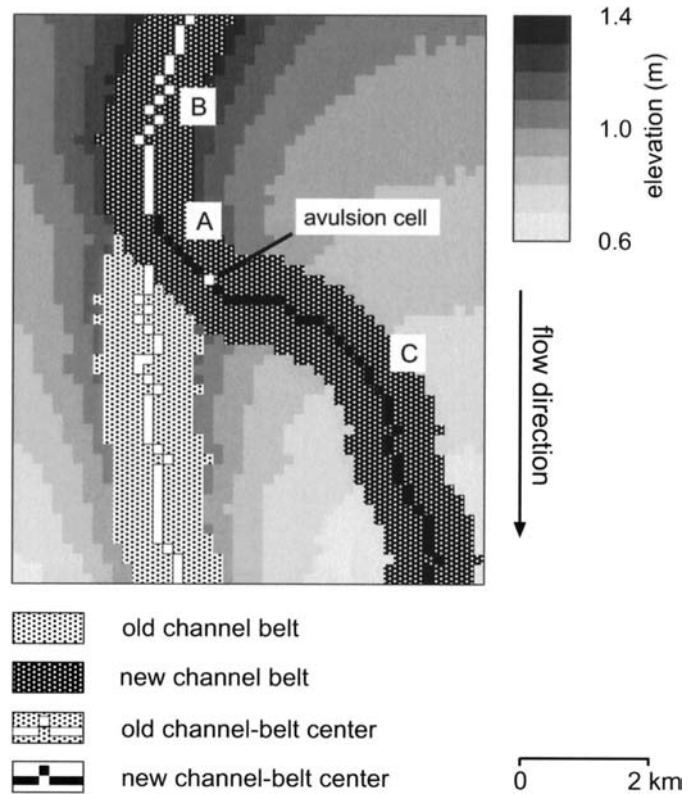 1.4
1.0
0.6
elevation (m)
B
A
avulsion cell
C
flow direction
old channel belt
new channel belt
old channel-belt center
new channel-belt center
0 2 km